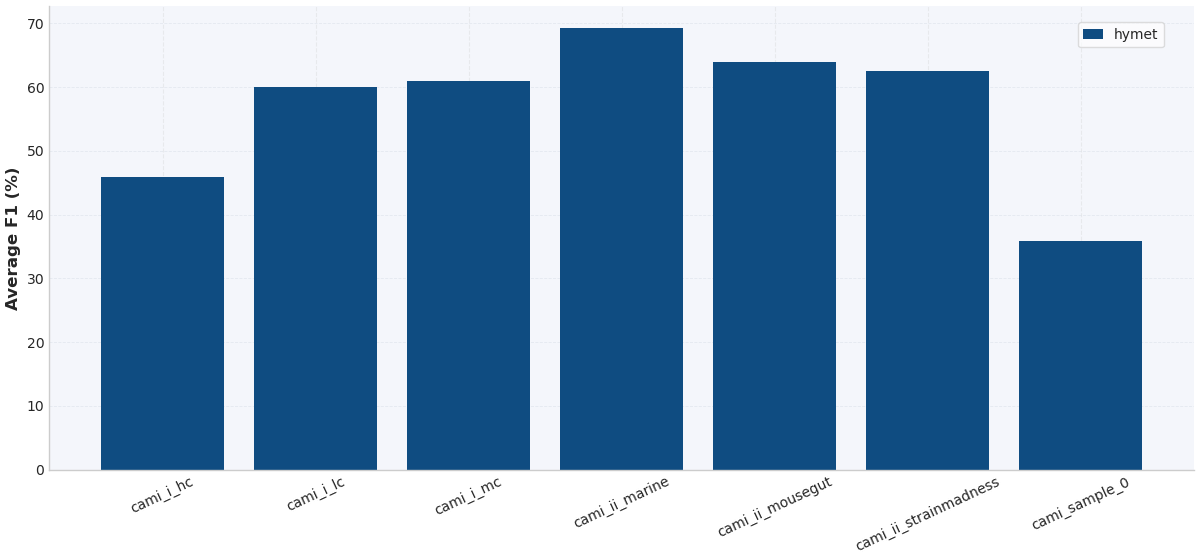 Average F1 (%)
70
60
50
40
30
20
10
0
hymet
cami_i_hc
cami_i_lc
cami_i_mc
cami_ii_marine
cami_ii_mousegut
cami_ii_strainmadness
cami_sample_0